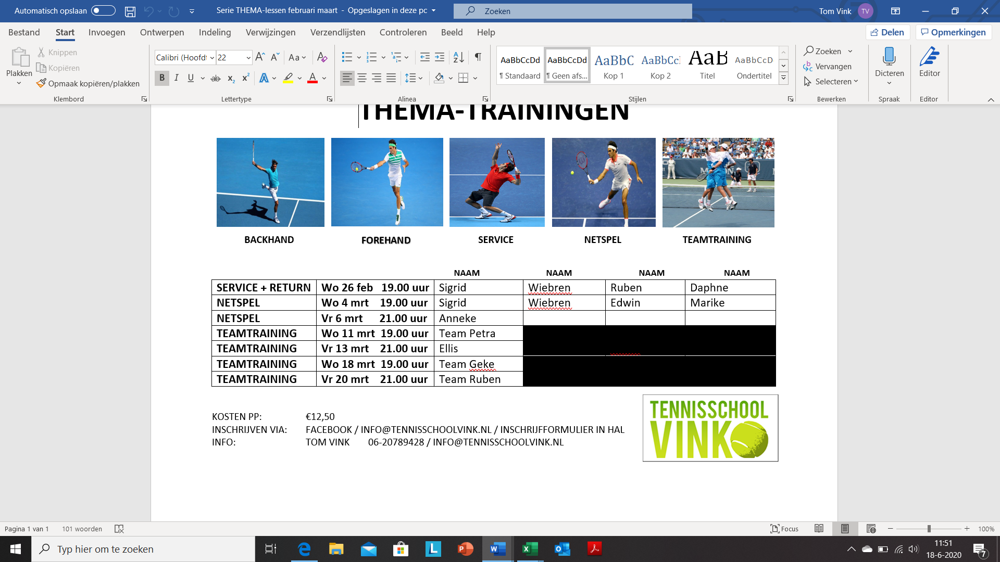 Automatisch opslaan
Serie THEMA-lessen februari maart - Opgeslagen in deze pc
Zoeken
Tom Vink
TV
Bestand Start Invoegen Ontwerpen Indeling Verwijzingen Verzendlijsten Controleren Beeld Help
Delen
Opmerkingen
Plakken
Knippen
Kopiëren
Opmaak kopiëren/plakken
Klembord
Calibri (Hoofdt 22
Lettertype
Alinea
AaBbCcDd AaBbCcDd AaBbC AaBbCcI AaB AaBbCcD
¶ Standaard ¶ Geen afs... Kop 1 Kop 2 Titel Ondertitel
Stijlen
Zoeken
Vervangen
Selecteren
Bewerken
Dicteren
Spraak
Editor
Editor
THEMA-TRAININGEN
BACKHAND FOREHAND SERVICE NETSPEL TEAMTRAINING
NAAM NAAM NAAM NAAM
SERVICE + RETURN Wo 26 feb 19.00 uur Sigrid Wiebren Ruben Daphne
NETSPEL Wo 4 mrt 19.00 uur Sigrid Wiebren Edwin Marike
NETSPEL Vr 6 mrt 21.00 uur Anneke
TEAMTRAINING Wo 11 mrt 19.00 uur Team Petra
TEAMTRAINING Vr 13 mrt 21.00 uur Ellis
TEAMTRAINING Wo 18 mrt 19.00 uur Team Geke
TEAMTRAINING Vr 20 mrt 21.00 uur Team Ruben
KOSTEN PP: €12,50
INSCHRIJVEN VIA: FACEBOOK / INFO@TENNISSCHOOLVINK.NL / INSCHRIJFFORMULIER IN HAL
INFO: TOM VINK 06-20789428 / INFO@TENNISSCHOOLVINK.NL
TENNISSCHOOL
VINK
Pagina 1 van 1 101 woorden
Focus
100%
Typ hier om te zoeken
11:51
18-6-2020
7